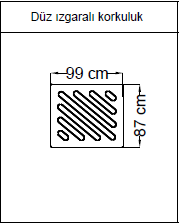 Düz ızgaralı korkuluk
99 cm
87 cm